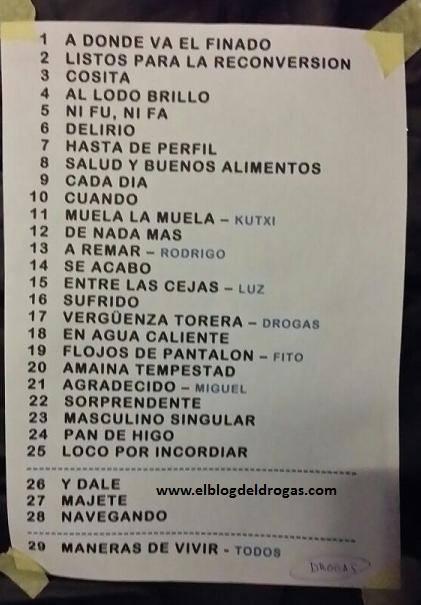 1 A DONDE VA EL FINADO
2 LISTOS PARA LA RECONVERSION
3 COSITA
4 AL LODO BRILLO
5 NI FU, NI FA
6 DELIRIO
7 HASTA DE PERFIL
8 SALUD Y BUENOS ALIMENTOS
9 CADA DIA
10 CUANDO
11 MUELA LA MUELA – KUTXI
12 DE NADA MAS
13 A REMAR – RODRIGO
14 SE ACABO
15 ENTRE LAS CEJAS – LUZ
16 SUFRIDO
17 VERGÜENZA TORERA – DROGAS
18 EN AGUA CALIENTE
19 FLOJOS DE PANTALON – FITO
20 AMAINA TEMPESTAD
21 AGRADECIDO – MIGUEL
22 SORPRENDENTE
23 MASCULINO SINGULAR
24 PAN DE HIGO
25 LOCO POR INCORDIAR
26 Y DALE
www.elblogdeldrogas.com
27 MAJETE
28 NAVEGANDO
29 MANERAS DE VIVIR - TODOS
DROGAS